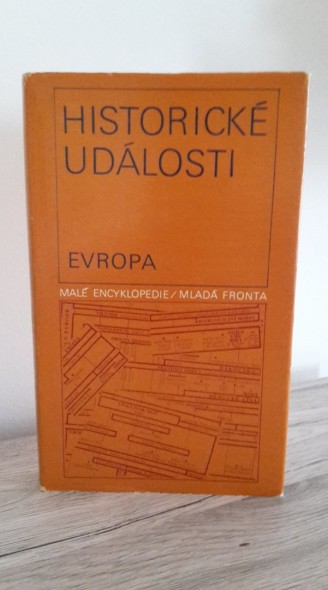 HISTORICKÉ
UDÁLOSTI
EVROPA
MALÉ ENCYKLOPEDIE/MLADÁ FRONTA